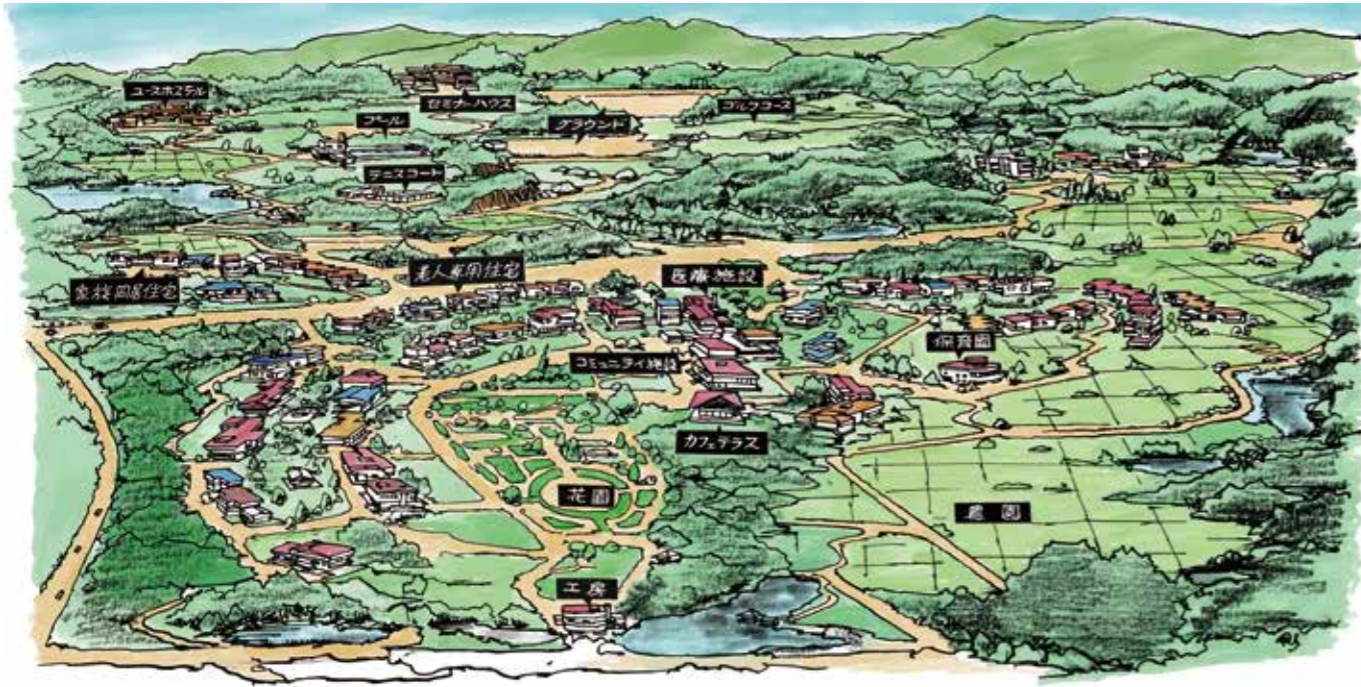 ユースホステル
セミナーハウス
ゴルフコース
プール
グラウンド
テニスコート
家族同居住宅
老人専用住宅
医療施設
コミュニティ施設
保育園
カフェテラス
花園
農園
工房